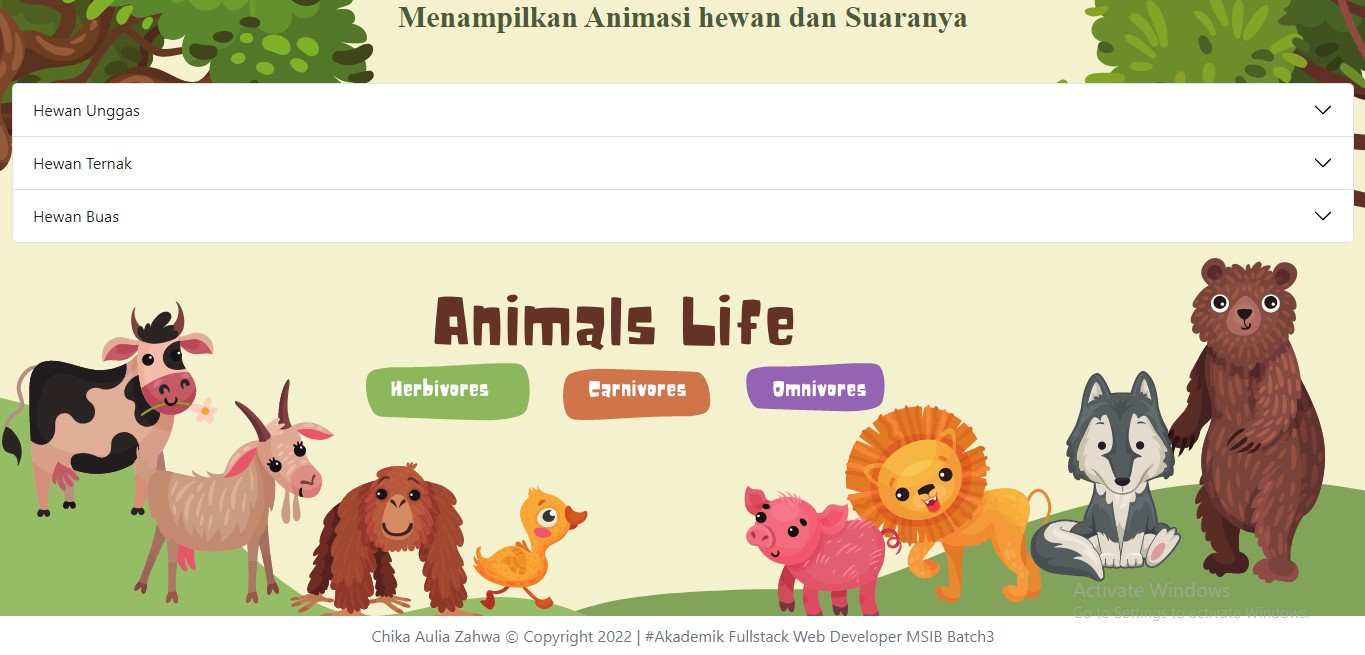 Menampilkan Animasi hewan dan Suaranya
Hewan Unggas
Hewan Ternak
Hewan Buas
Animals Life
Herbivores Carnivores Omnivores
Activate Windows
Go to Settings to activate Windows.
Chika Aulia Zahwa © Copyright 2022 | #Akademik Fullstack Web Developer MSIB Batch3